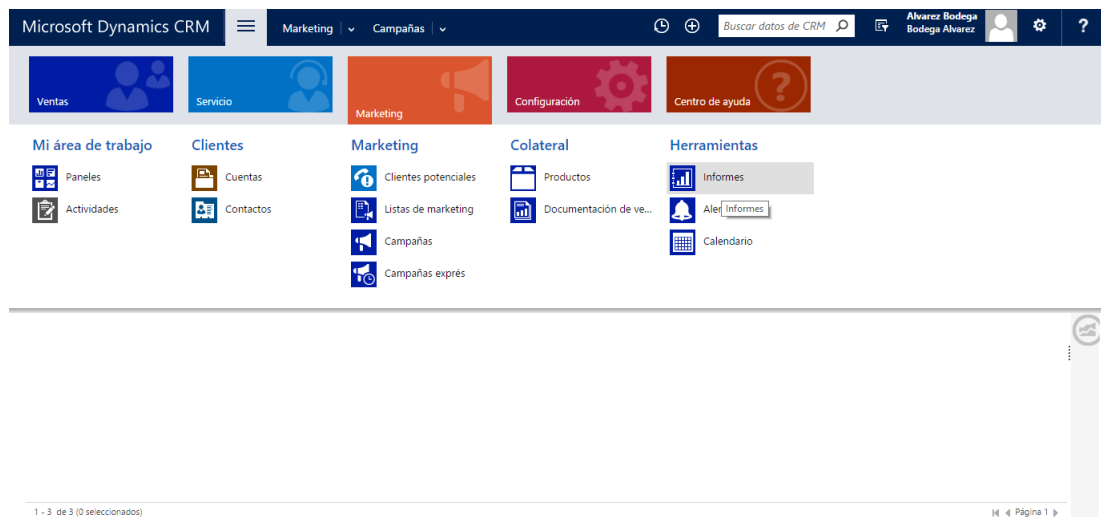 Microsoft Dynamics CRM
Marketing
Campañas
Buscar datos de CRM
Alvarez Bodega
Bodega Alvarez
?
Ventas
Servicio
Marketing
Configuración
Centro de ayuda
?
Mi área de trabajo
Clientes
Marketing
Colateral
Herramientas
Paneles
Cuentas
Clientes potenciales
Productos
Informes
Actividades
Contactos
Listas de marketing
Documentación de ve...
Aler
Informes
Campañas
Calendario
Campañas exprés
1 - 3 de 3 (0 seleccionados)
Página 1